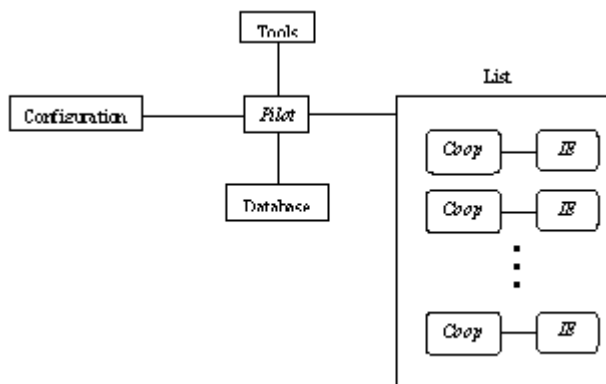 Tools
List
Configuration
Pilot
Coop
IE
Coop
IE
Database
Coop
IE